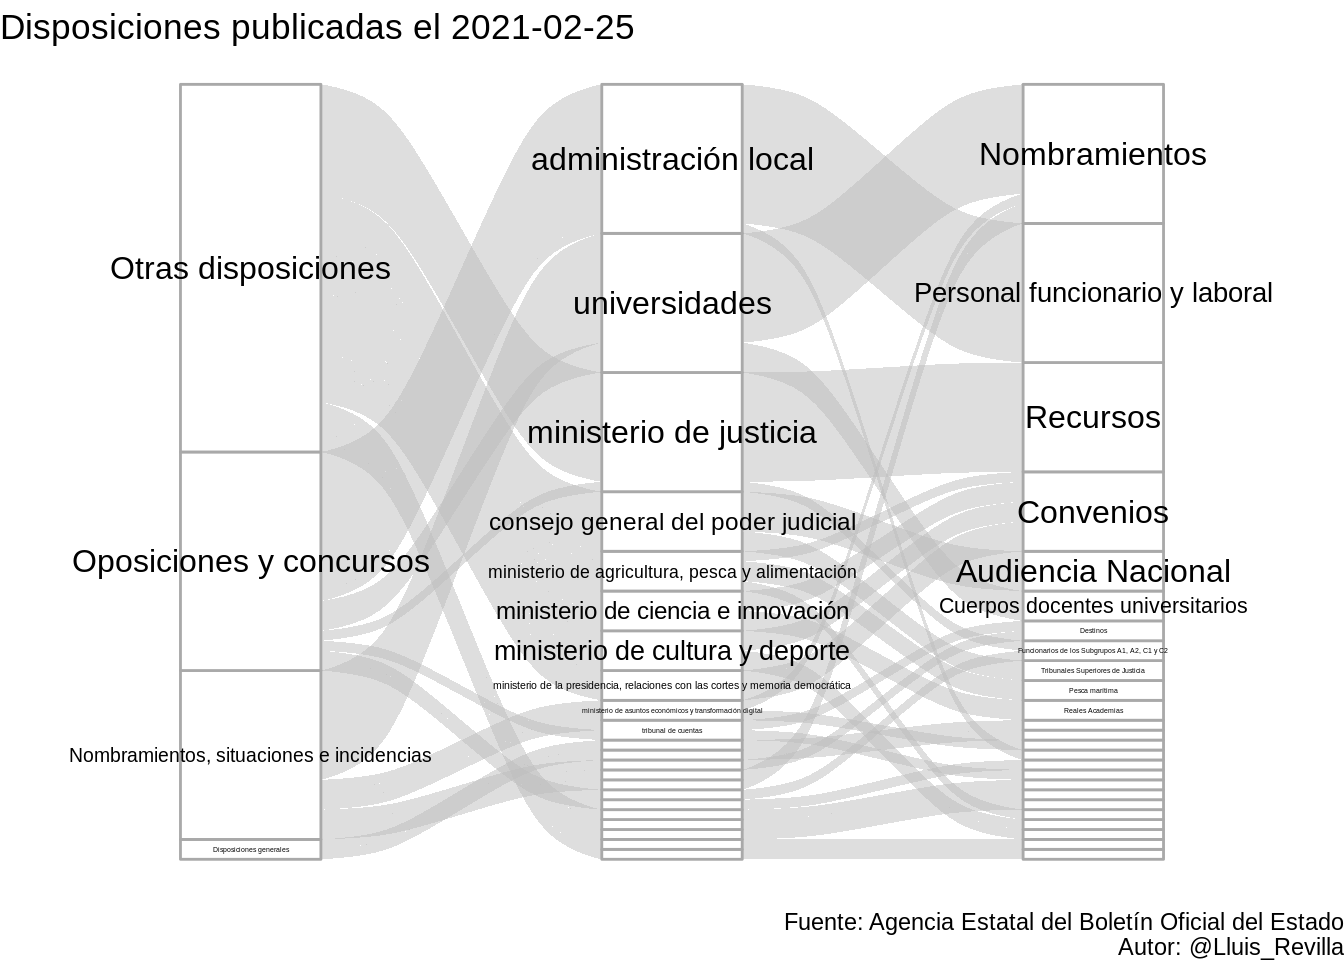 Disposiciones publicadas el 2021-02-25
Otras disposiciones
Oposiciones y concursos
Nombramientos, situaciones e incidencias
Disposiciones generales
administración local
universidades
ministerio de justicia
consejo general del poder judicial
ministerio de agricultura, pesca y alimentación
ministerio de ciencia e innovación
ministerio de cultura y deporte
ministerio de la presidencia, relaciones con las cortes y memoria democrática
ministerio de asuntos económicos y transformación digital
tribunal de cuentas
Nombramientos
Personal funcionario y laboral
Recursos
Convenios
Audiencia Nacional
Cuerpos docentes universitarios
Destinos
Funcionarios de los Subgrupos A1, A2, C1 y C2
Tribunales Superiores de Justicia
Pesca marítima
Reales Academias
Fuente: Agencia Estatal del Boletín Oficial del Estado
Autor: @Lluis_Revilla